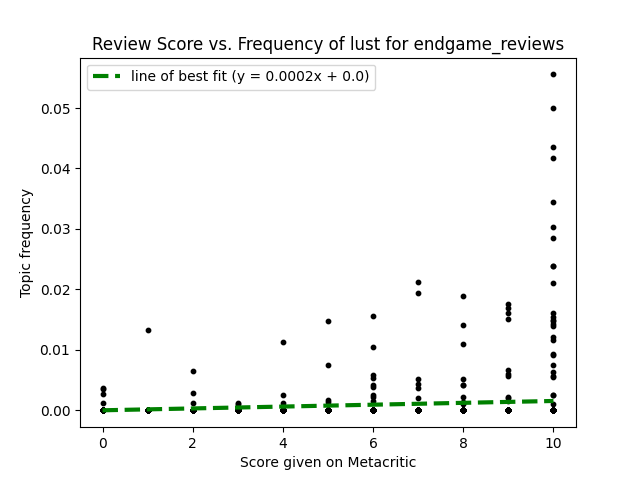 Review Score vs. Frequency of lust for endgame_reviews
line of best fit (y = 0.0002x + 0.0)
0.05
0.04
0.03
0.02
0.01
0.00
Topic frequency
0 2 4 6 8 10
Score given on Metacritic